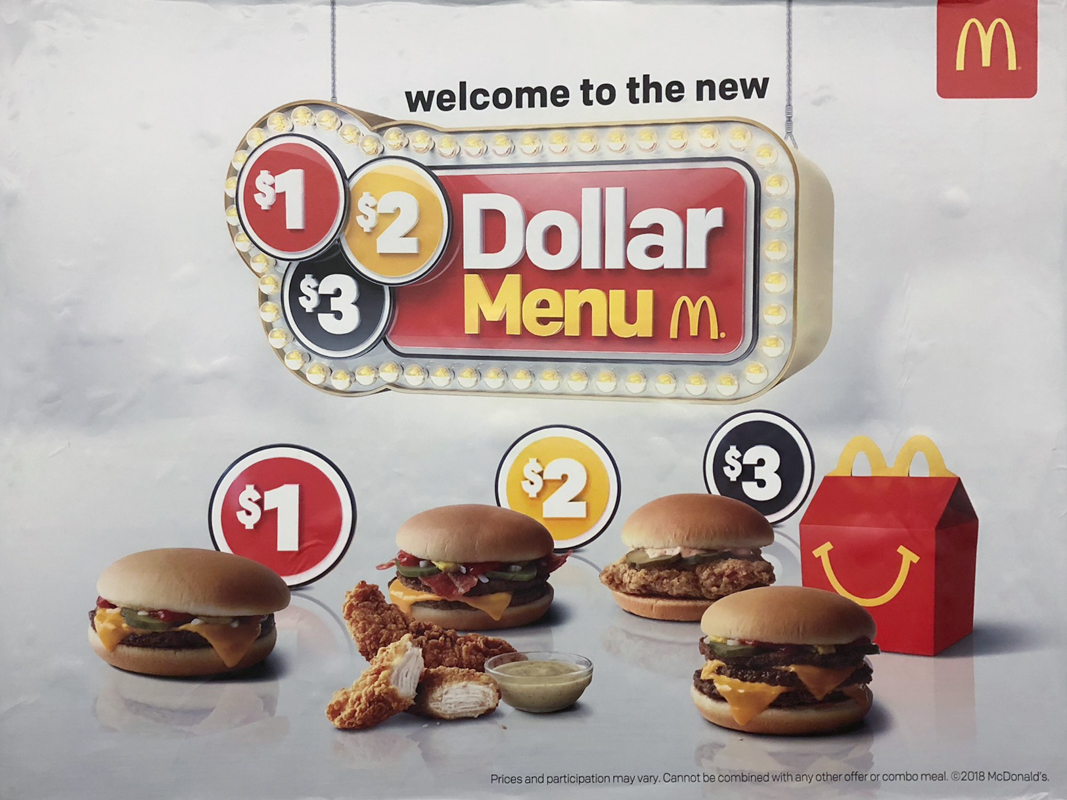 welcome to the new
$1
$2
$3
Dollar
Menu
$1
$2
$3
Prices and participation may vary. Cannot be combined with any other offer or combo meal. ©2018 McDonald's.